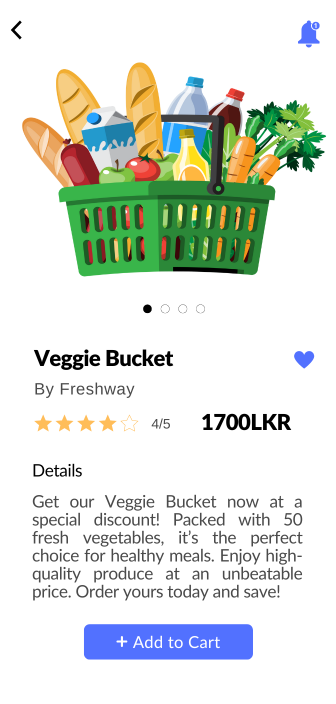 1
Veggie Bucket
By Freshway
4/5
1700LKR
Details
Get our Veggie Bucket now at a
special discount! Packed with 50
fresh vegetables, it’s the perfect
choice for healthy meals. Enjoy high-
quality produce at an unbeatable
price. Order yours today and save!
+ Add to Cart